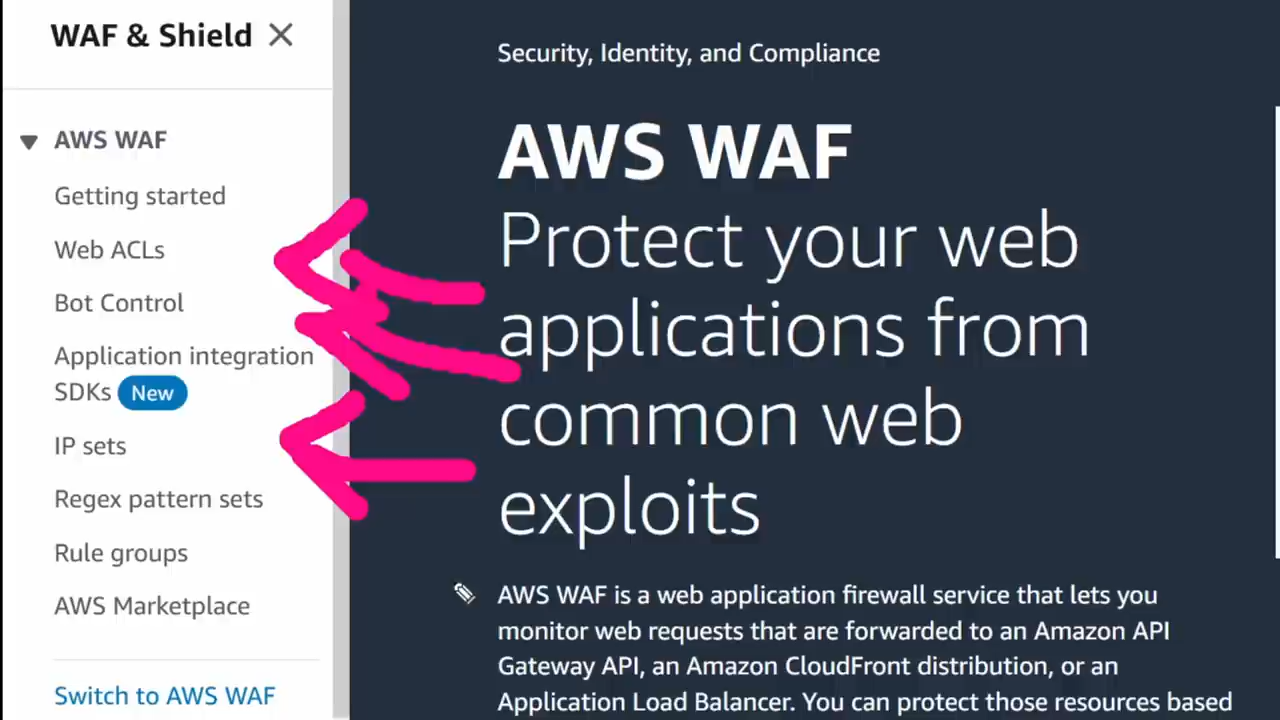 WAF & Shield
AWS WAF
Getting started
Web ACLs
Bot Control
Application integration
SDKs New
IP sets
Regex pattern sets
Rule groups
AWS Marketplace
Switch to AWS WAF
Security, Identity, and Compliance
AWS WAF
Protect your web
applications from
common web
exploits
AWS WAF is a web application firewall service that lets you
monitor web requests that are forwarded to an Amazon API
Gateway API, an Amazon CloudFront distribution, or an
Application Load Balancer. You can protect those resources based